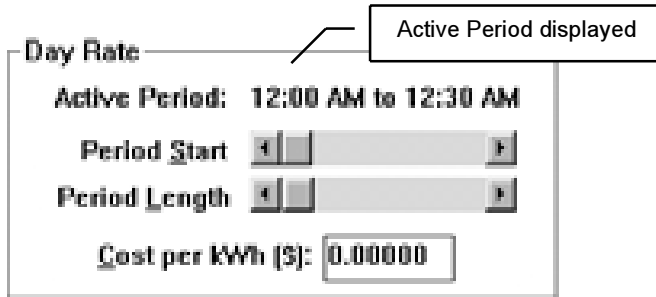 Active Period displayed
Day Rate
Active Period: 12:00 AM to 12:30 AM
Period Start
Period Length
Cost per kWh ($): 0.00000